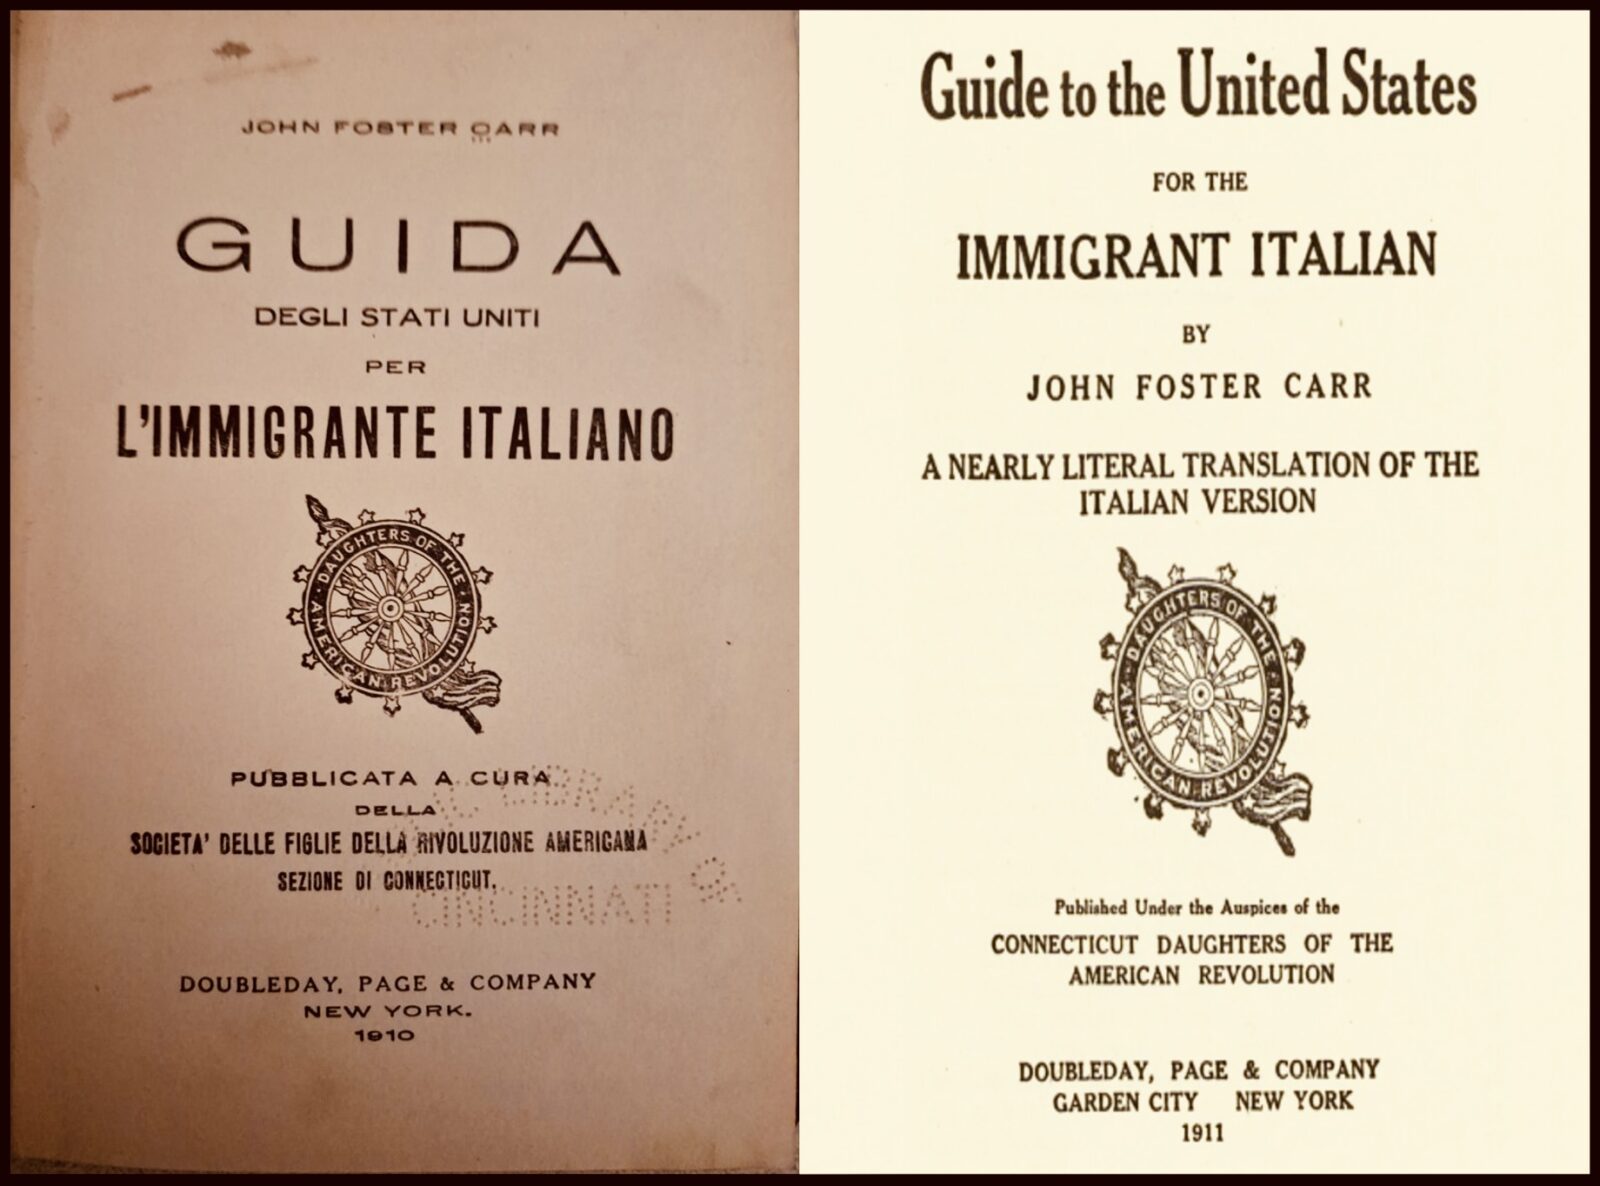 JOHN FOSTER CARR
GUIDA
DEGLI STATI UNITI
PER
L'IMMIGRANTE ITALIANO
DAUGHTERS OF THE
AMERICAN REVOLUTION
PUBBLICATA A CURA
DELLA
SOCIETA' DELLE FIGLIE DELLA RIVOLUZIONE AMERICANA
SEZIONE DI CONNECTICUT.
LIBRARY OF
CINCINNATI
DOUBLEDAY, PAGE & COMPANY
NEW YORK.
1910
Guide to the United States
FOR THE
IMMIGRANT ITALIAN
BY
JOHN FOSTER CARR
A NEARLY LITERAL TRANSLATION OF THE
ITALIAN VERSION
DAUGHTERS OF THE
AMERICAN REVOLUTION
Published Under the Auspices of the
CONNECTICUT DAUGHTERS OF THE
AMERICAN REVOLUTION
DOUBLEDAY, PAGE & COMPANY
GARDEN CITY NEW YORK
1911